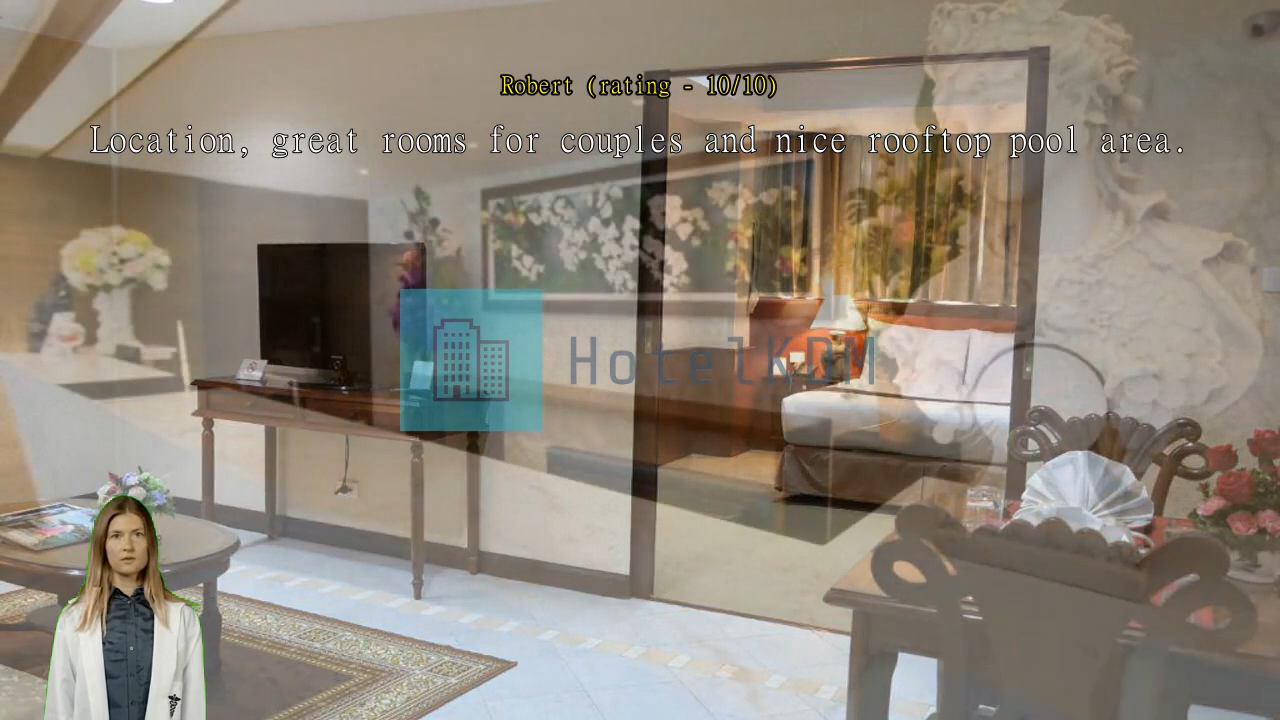 Robert (rating - 10/10)
Location, great rooms for couples and nice rooftop pool area.
HotelKDM